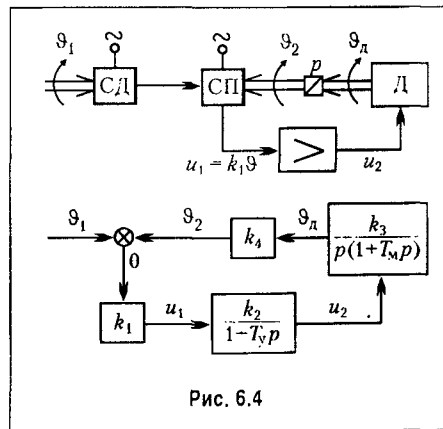 ϑ₁ СД СП ϑ₂ p ϑд Д
u₁ = k₁ϑ > u₂
ϑ₁ ϑ₂ k₄ ϑд k₃ / p(1+Tмp)
0
k₁ u₁ k₂ / 1−Tуp u₂
Рис. 6.4